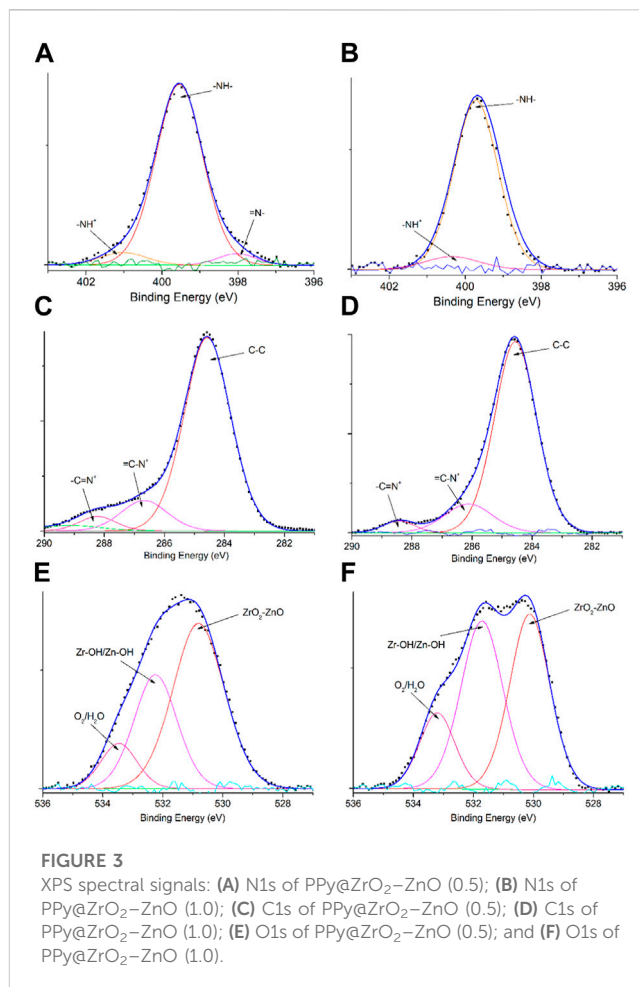 A
-NH-
-NH⁺
=N-
402 400 398 396
Binding Energy (eV)
B
-NH-
-NH⁺
402 400 398 396
Binding Energy (eV)
C
C-C
=C-N⁺
-C=N⁺
290 288 286 284 282
Binding Energy (eV)
D
C-C
=C-N⁺
-C=N⁺
290 288 286 284 282
Binding Energy (eV)
E
ZrO₂-ZnO
Zr-OH/Zn-OH
O₂/H₂O
536 534 532 530 528
Binding Energy (eV)
F
ZrO₂-ZnO
Zr-OH/Zn-OH
O₂/H₂O
536 534 532 530 528
Binding Energy (eV)
FIGURE 3
XPS spectral signals: (A) N1s of PPy@ZrO₂–ZnO (0.5); (B) N1s of
PPy@ZrO₂–ZnO (1.0); (C) C1s of PPy@ZrO₂–ZnO (0.5); (D) C1s of
PPy@ZrO₂–ZnO (1.0); (E) O1s of PPy@ZrO₂–ZnO (0.5); and (F) O1s of
PPy@ZrO₂–ZnO (1.0).